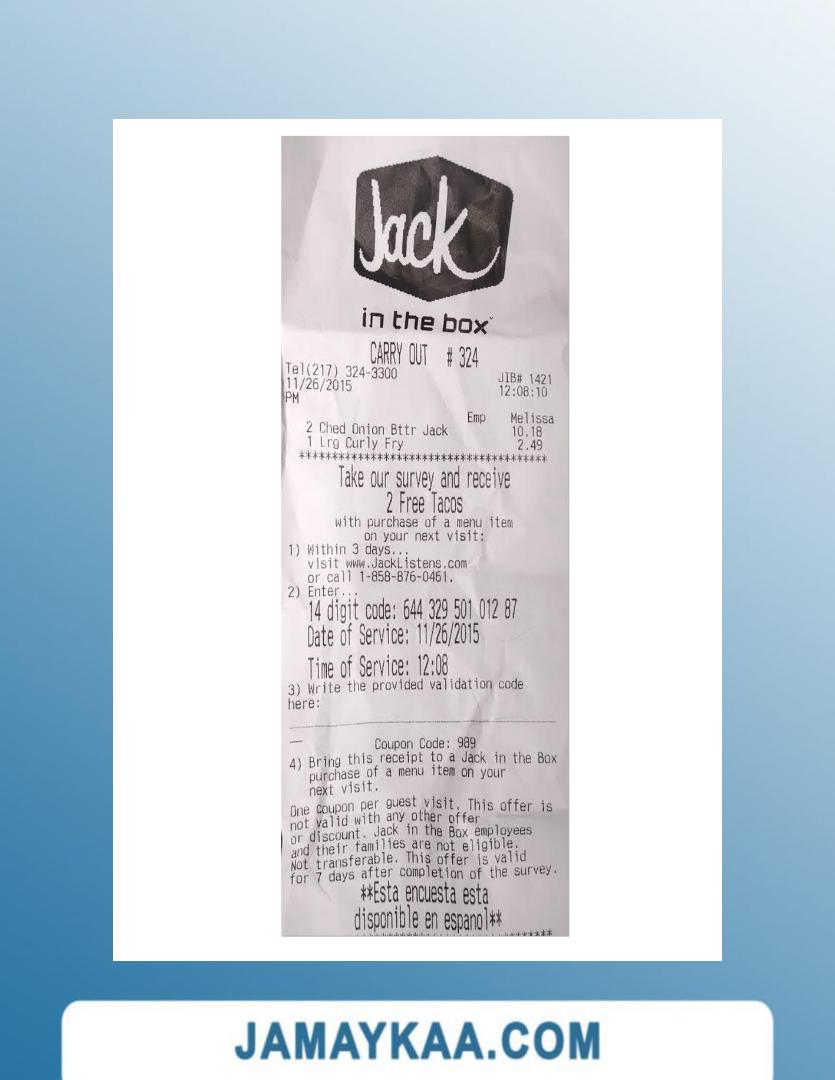 Jack
in the box
CARRY OUT # 324
Tel(217) 324-3300
11/26/2015 JIB# 1421
PM 12:08:10
Emp Melissa
2 Ched Onion Bttr Jack 10.18
1 Lrg Curly Fry 2.49
*************************************
Take our survey and receive
2 Free Tacos
with purchase of a menu item
on your next visit:
1) Within 3 days...
visit www.JackListens.com
or call 1-858-876-0461.
2) Enter...
14 digit code: 644 329 501 012 87
Date of Service: 11/26/2015
Time of Service: 12:08
3) Write the provided validation code
here:
Coupon Code: 989
4) Bring this receipt to a Jack in the Box
purchase of a menu item on your
next visit.
One coupon per guest visit. This offer is
not valid with any other offer
or discount. Jack in the Box employees
and their families are not eligible.
Not transferable. This offer is valid
for 7 days after completion of the survey.
**Esta encuesta esta
disponible en espanol**
JAMAYKAA.COM